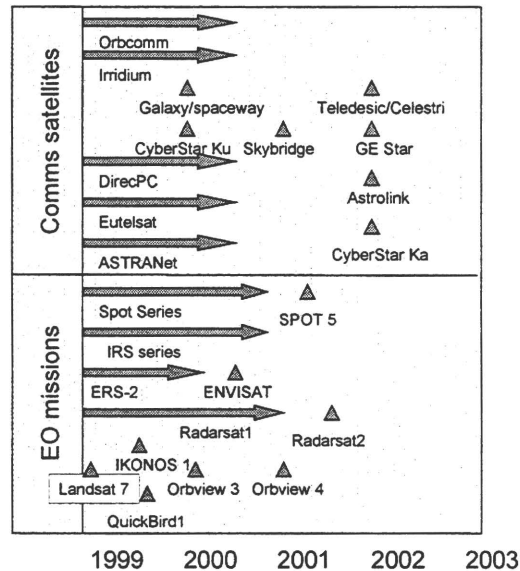 Comms satellites
Orbcomm
Irridium
Galaxy/spaceway Teledesic/Celestri
CyberStar Ku Skybridge GE Star
DirecPC
Astrolink
Eutelsat
CyberStar Ka
ASTRANet
EO missions
Spot Series SPOT 5
IRS series
ERS-2 ENVISAT
Radarsat1 Radarsat2
IKONOS 1
Landsat 7 Orbview 3 Orbview 4
QuickBird1
1999 2000 2001 2002 2003